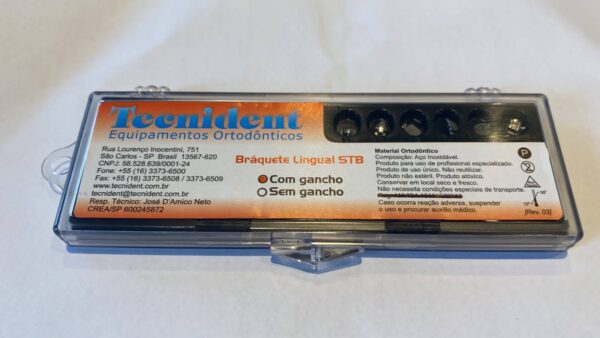 Tecnident
Equipamentos Ortodônticos
Rua Lourenço Inocentini, 751
São Carlos - SP Brasil 13567-620
CNPJ: 58.528.639/0001-24
Fone: +55 (16) 3373-6500
Fax: +55 (16) 3373-6508 / 3373-6509
www.tecnident.com.br
tecnident@tecnident.com.br
Resp. Técnico: José D'Amico Neto
CREA/SP 600245872
Bráquete Lingual STB
Com gancho
Sem gancho
Material Ortodôntico
Composição: Aço Inoxidável.
Produto para uso de profissional especializado.
Produto de uso único. Não reutilizar.
Produto não estéril. Produto atóxico.
Conservar em local seco e fresco.
Não necessita condições especiais de transporte.
Caso ocorra reação adversa, suspender
o uso e procurar auxílio médico.
P
2
(Rev. 03)